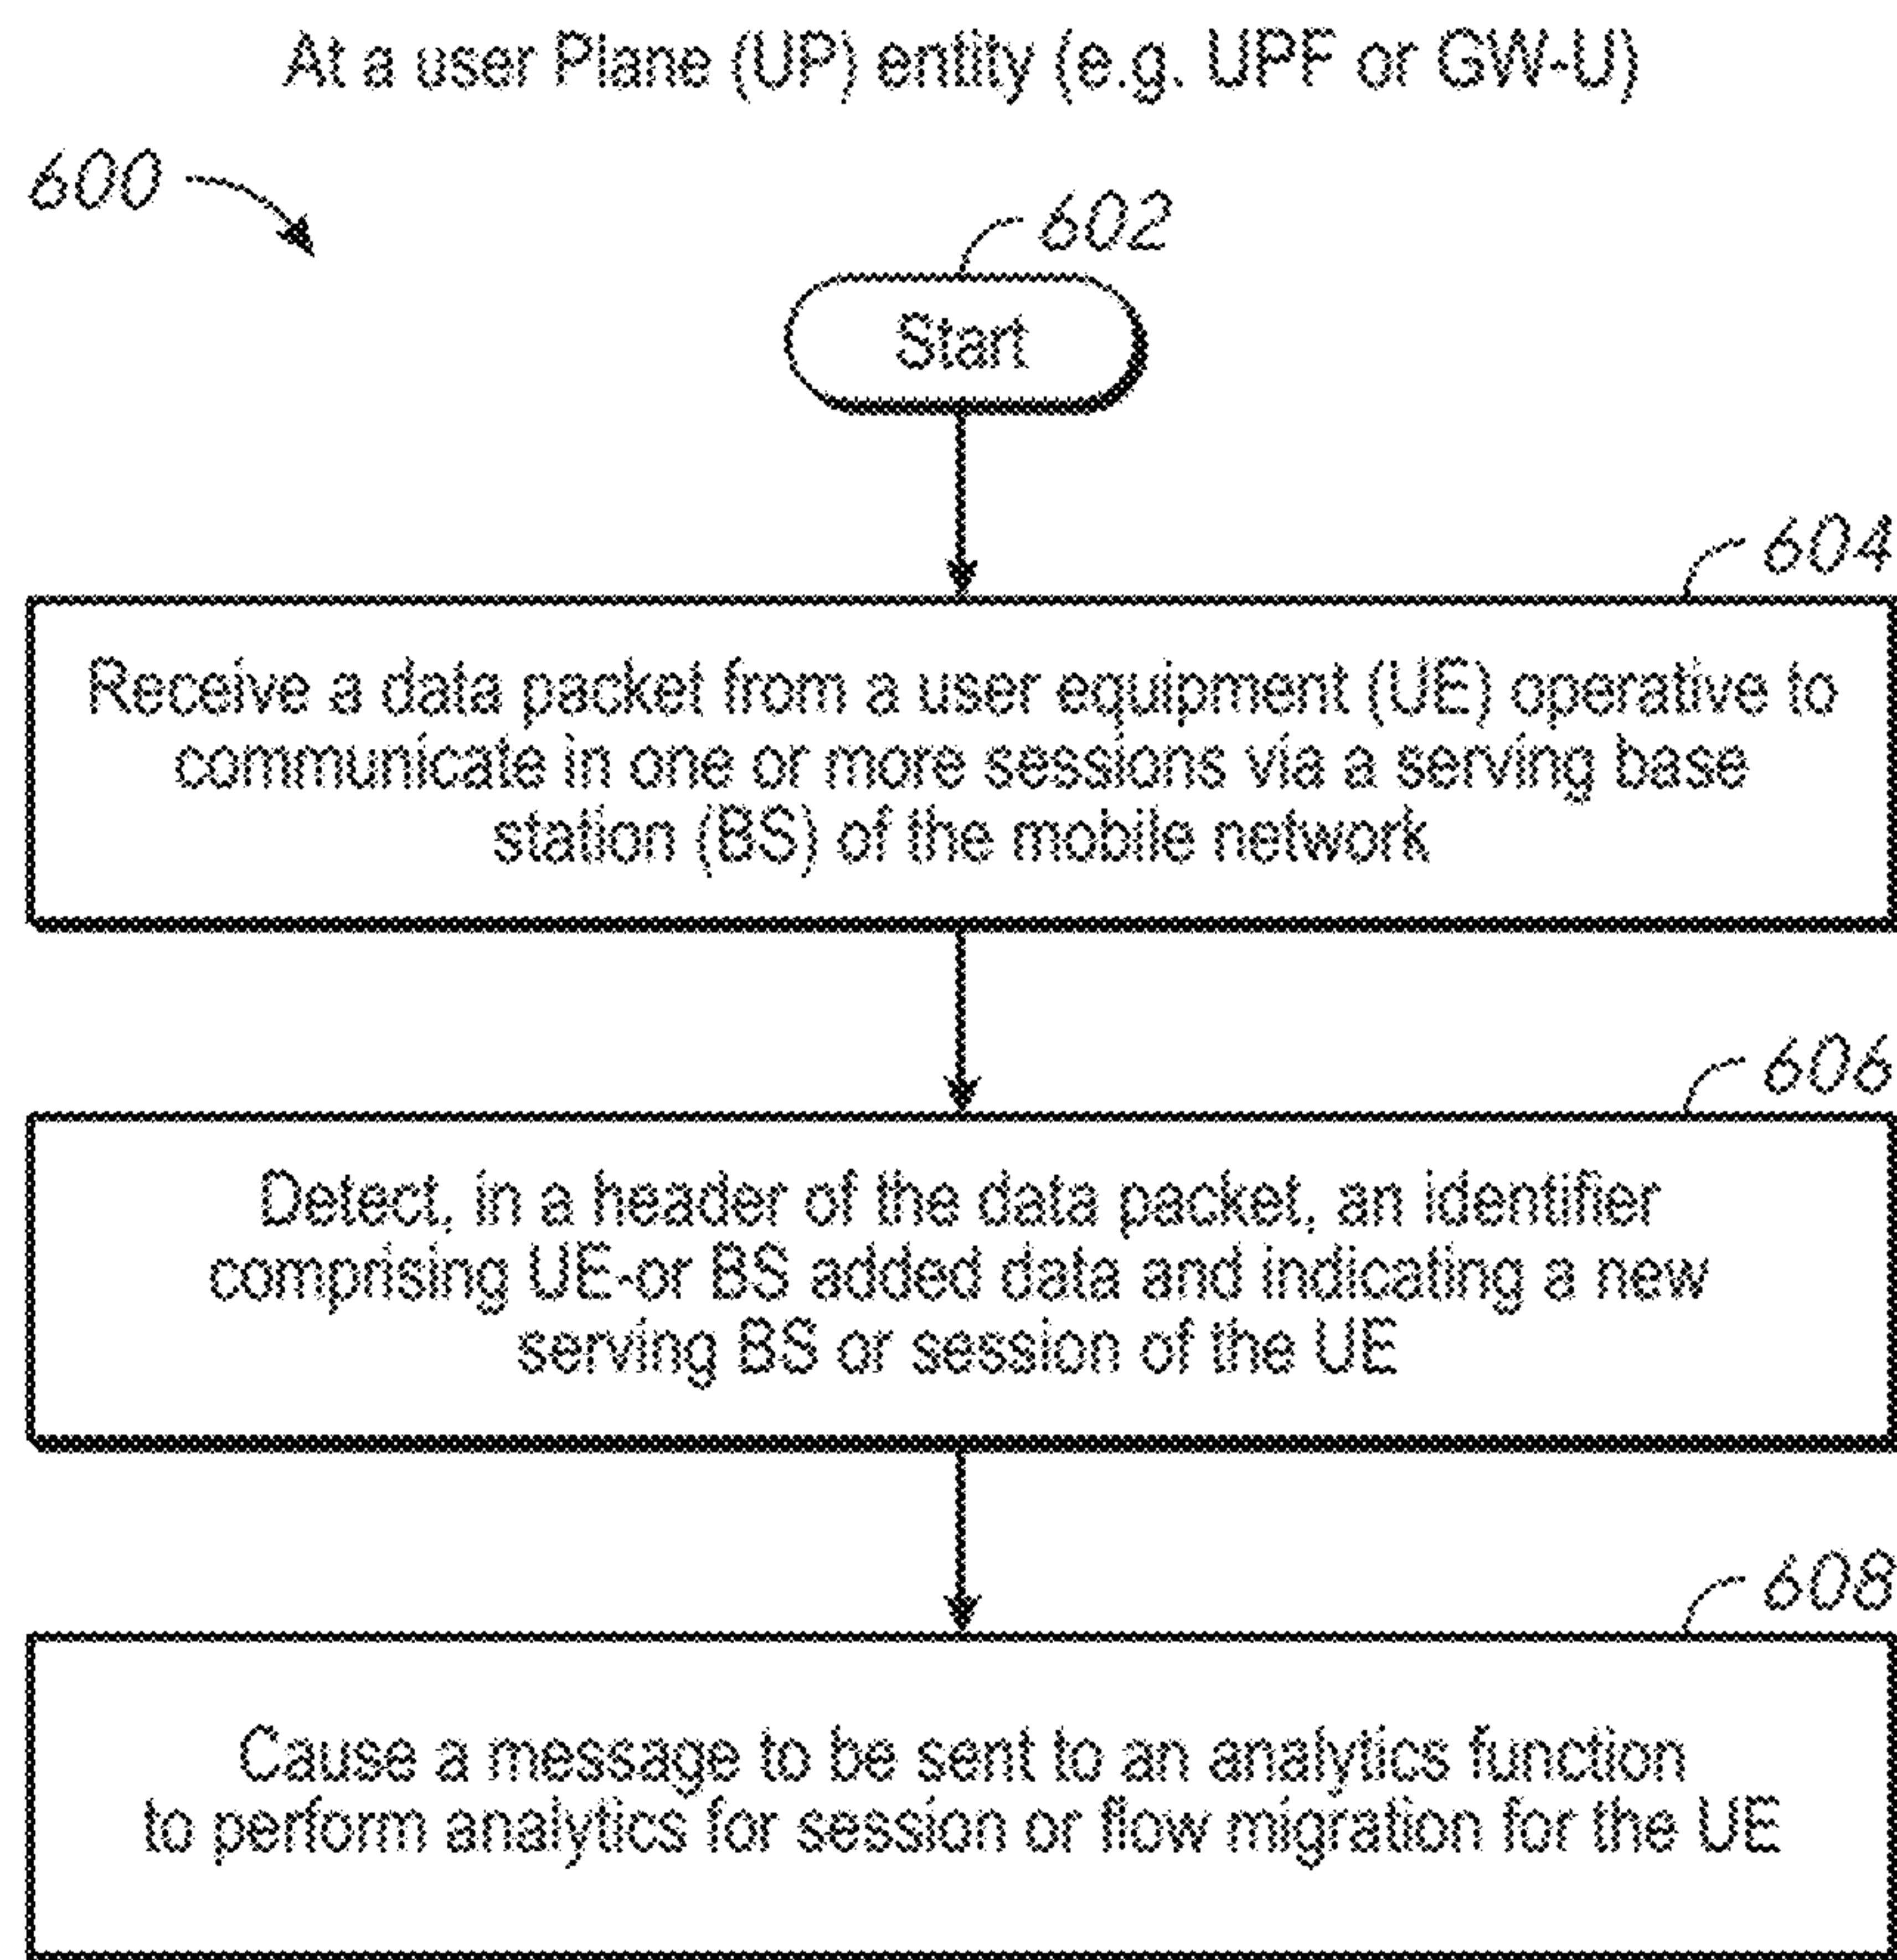 At a user Plane (UP) entity (e.g. UPF or GW-U)
600
602
Start
604
Receive a data packet from a user equipment (UE) operative to
communicate in one or more sessions via a serving base
station (BS) of the mobile network
606
Detect, in a header of the data packet, an identifier
comprising UE-or BS added data and indicating a new
serving BS or session of the UE
608
Cause a message to be sent to an analytics function
to perform analytics for session or flow migration for the UE